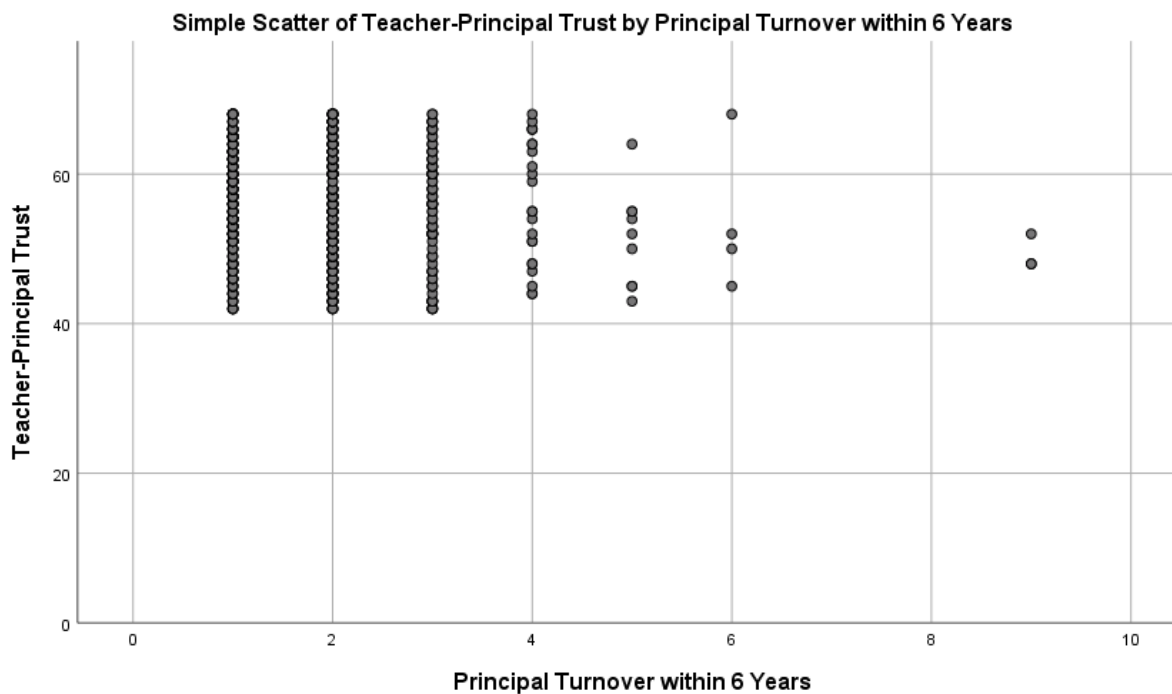 Simple Scatter of Teacher-Principal Trust by Principal Turnover within 6 Years
Teacher-Principal Trust
60
40
20
0
0 2 4 6 8 10
Principal Turnover within 6 Years